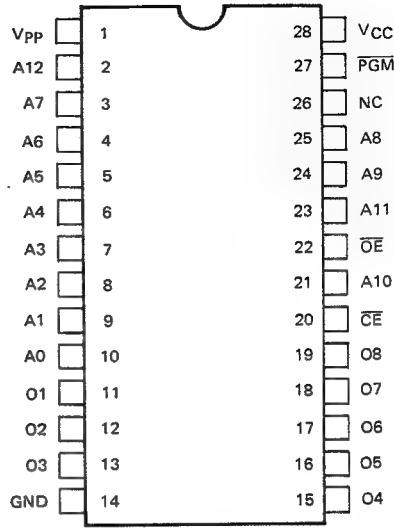 VPP 1 28 VCC
A12 2 27 PGM
A7 3 26 NC
A6 4 25 A8
A5 5 24 A9
A4 6 23 A11
A3 7 22 OE
A2 8 21 A10
A1 9 20 CE
A0 10 19 O8
O1 11 18 O7
O2 12 17 O6
O3 13 16 O5
GND 14 15 O4